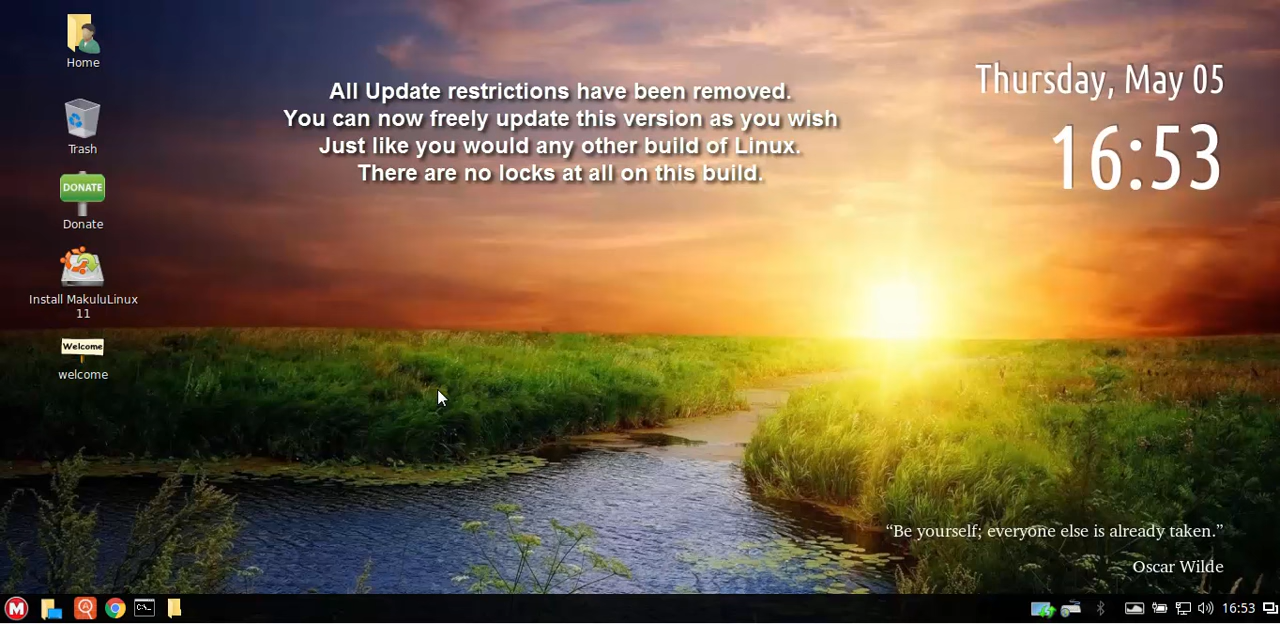 Home
Trash
DONATE
Donate
Install MakuluLinux
11
Welcome
welcome
All Update restrictions have been removed.
You can now freely update this version as you wish
Just like you would any other build of Linux.
There are no locks at all on this build.
Thursday, May 05
16:53
“Be yourself; everyone else is already taken.”
Oscar Wilde
M
C:\_
16:53